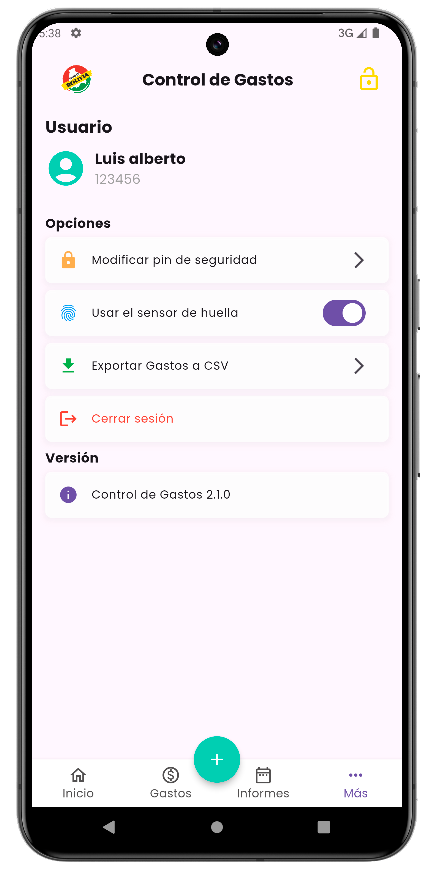 5:38 3G
BOLIVIA
Control de Gastos
Usuario
Luis alberto
123456
Opciones
Modificar pin de seguridad
Usar el sensor de huella
Exportar Gastos a CSV
Cerrar sesión
Versión
Control de Gastos 2.1.0
Inicio Gastos Informes Más